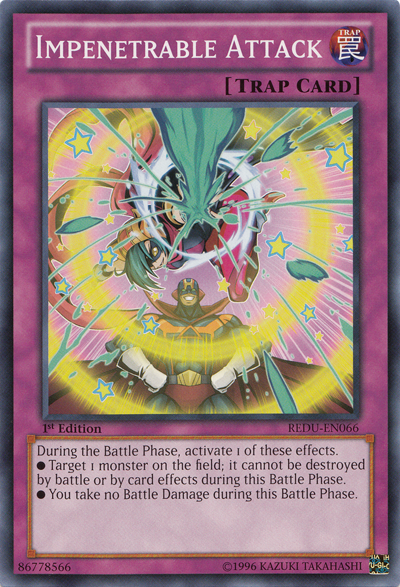 IMPENETRABLE ATTACK
TRAP
罠
[TRAP CARD]
1st Edition
REDU-EN066
During the Battle Phase, activate 1 of these effects.
● Target 1 monster on the field; it cannot be destroyed
by battle or by card effects during this Battle Phase.
● You take no Battle Damage during this Battle Phase.
86778566
©1996 KAZUKI TAKAHASHI